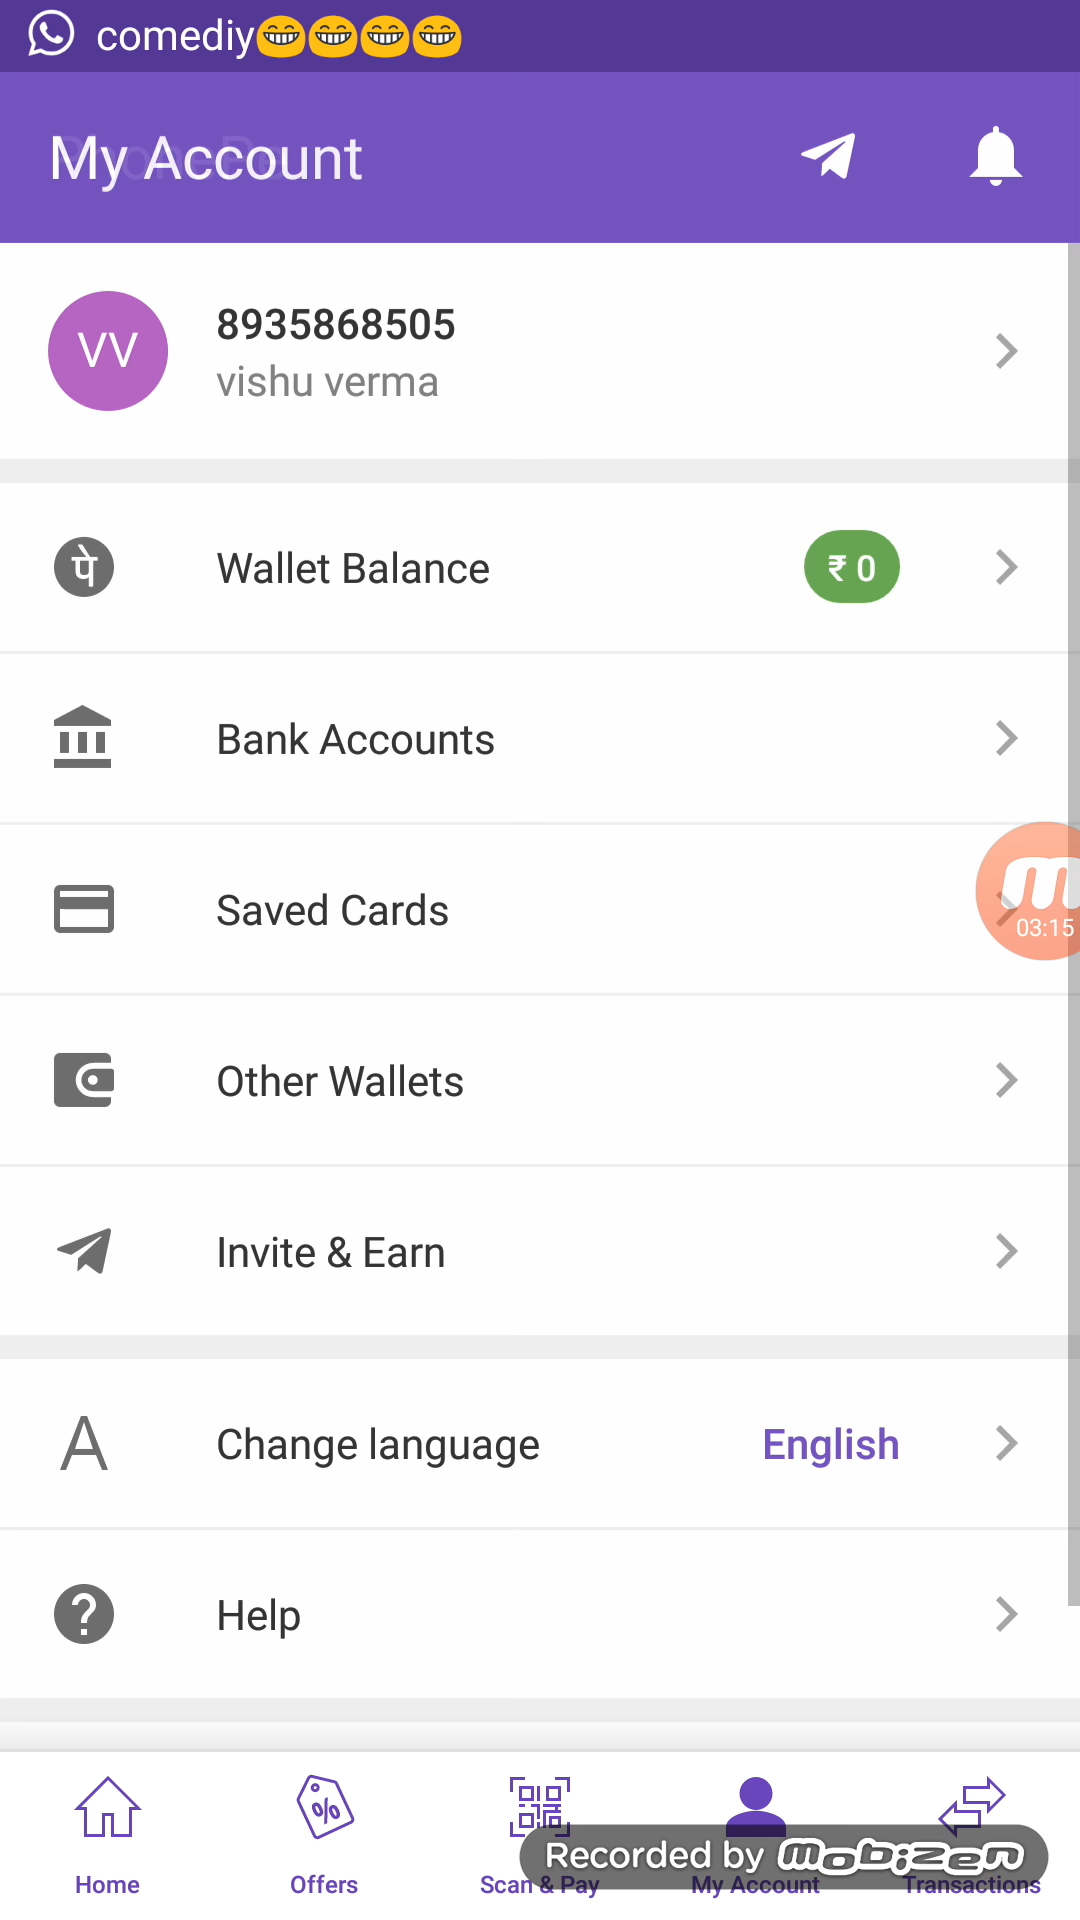 comediy😁😁😁😁
My Account
VV
8935868505
vishu verma
पे
Wallet Balance
₹ 0
Bank Accounts
Saved Cards
03:15
Other Wallets
Invite & Earn
A
Change language
English
Help
Recorded by mobizen
Home
Offers
Scan & Pay
My Account
Transactions